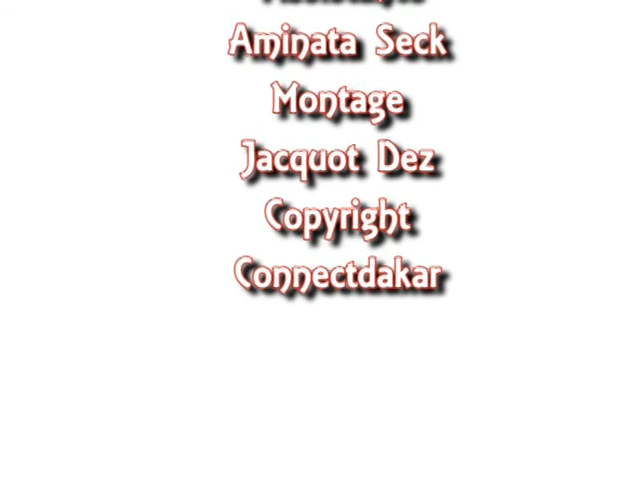 Aminata Seck
Montage
Jacquot Dez
Copyright
Connectdakar